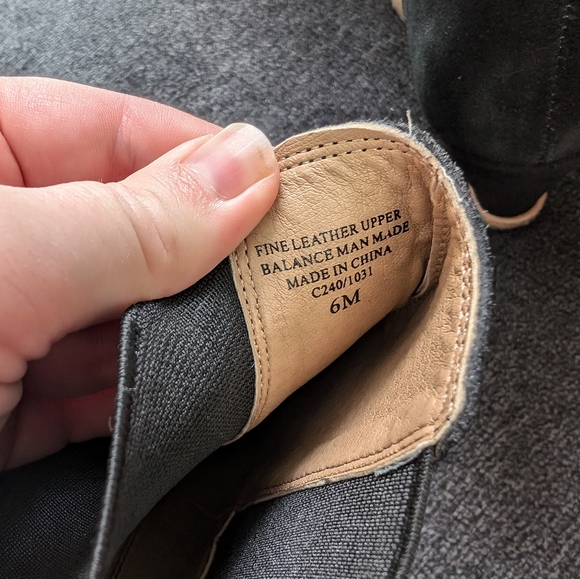 FINE LEATHER UPPER
BALANCE MAN MADE
MADE IN CHINA
C240/1031
6M